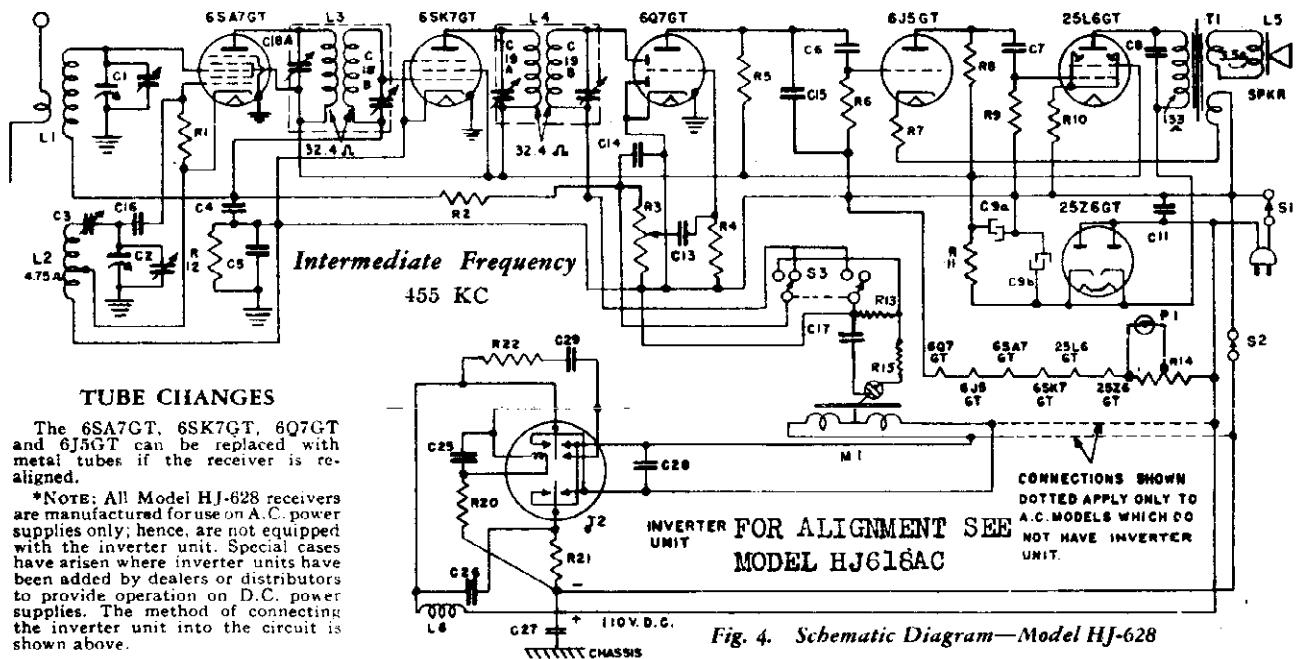 6SA7GT
L3
6SK7GT
L4
6Q7GT
6J5GT
25L6GT
T1
L5
C18A
C
18
B
C
19
A
C
19
B
C1
C6
C7
C8
3.5Ω
SPKR
R5
C15
R8
R6
R7
R9
R10
33
L1
R1
32.4 Ω
32.4 Ω
C14
C3
C16
C4
R2
R3
C13
R4
C9a
25Z6GT
C11
S1
L2
4.75Ω
C2
R
12
C5
Intermediate Frequency
455 KC
S3
R
11
C9b
R13
C17
R15
P1
S2
R14
6Q7
GT
6SA7
GT
25L6
GT
6J5
GT
6SK7
GT
25Z6
GT
R22
C29
TUBE CHANGES
The 6SA7GT, 6SK7GT, 6Q7GT
and 6J5GT can be replaced with
metal tubes if the receiver is re-
aligned.
*NOTE: All Model HJ-628 receivers
are manufactured for use on A.C. power
supplies only; hence, are not equipped
with the inverter unit. Special cases
have arisen where inverter units have
been added by dealers or distributors
to provide operation on D.C. power
supplies. The method of connecting
the inverter unit into the circuit is
shown above.
C25
R20
C28
M1
J2
R21
C26
L6
C27
+ 110V. D.C.
−
CHASSIS
INVERTER
UNIT
FOR ALIGNMENT SEE
MODEL HJ618AC
CONNECTIONS SHOWN
DOTTED APPLY ONLY TO
A.C. MODELS WHICH DO
NOT HAVE INVERTER
UNIT.
Fig. 4. Schematic Diagram—Model HJ-628